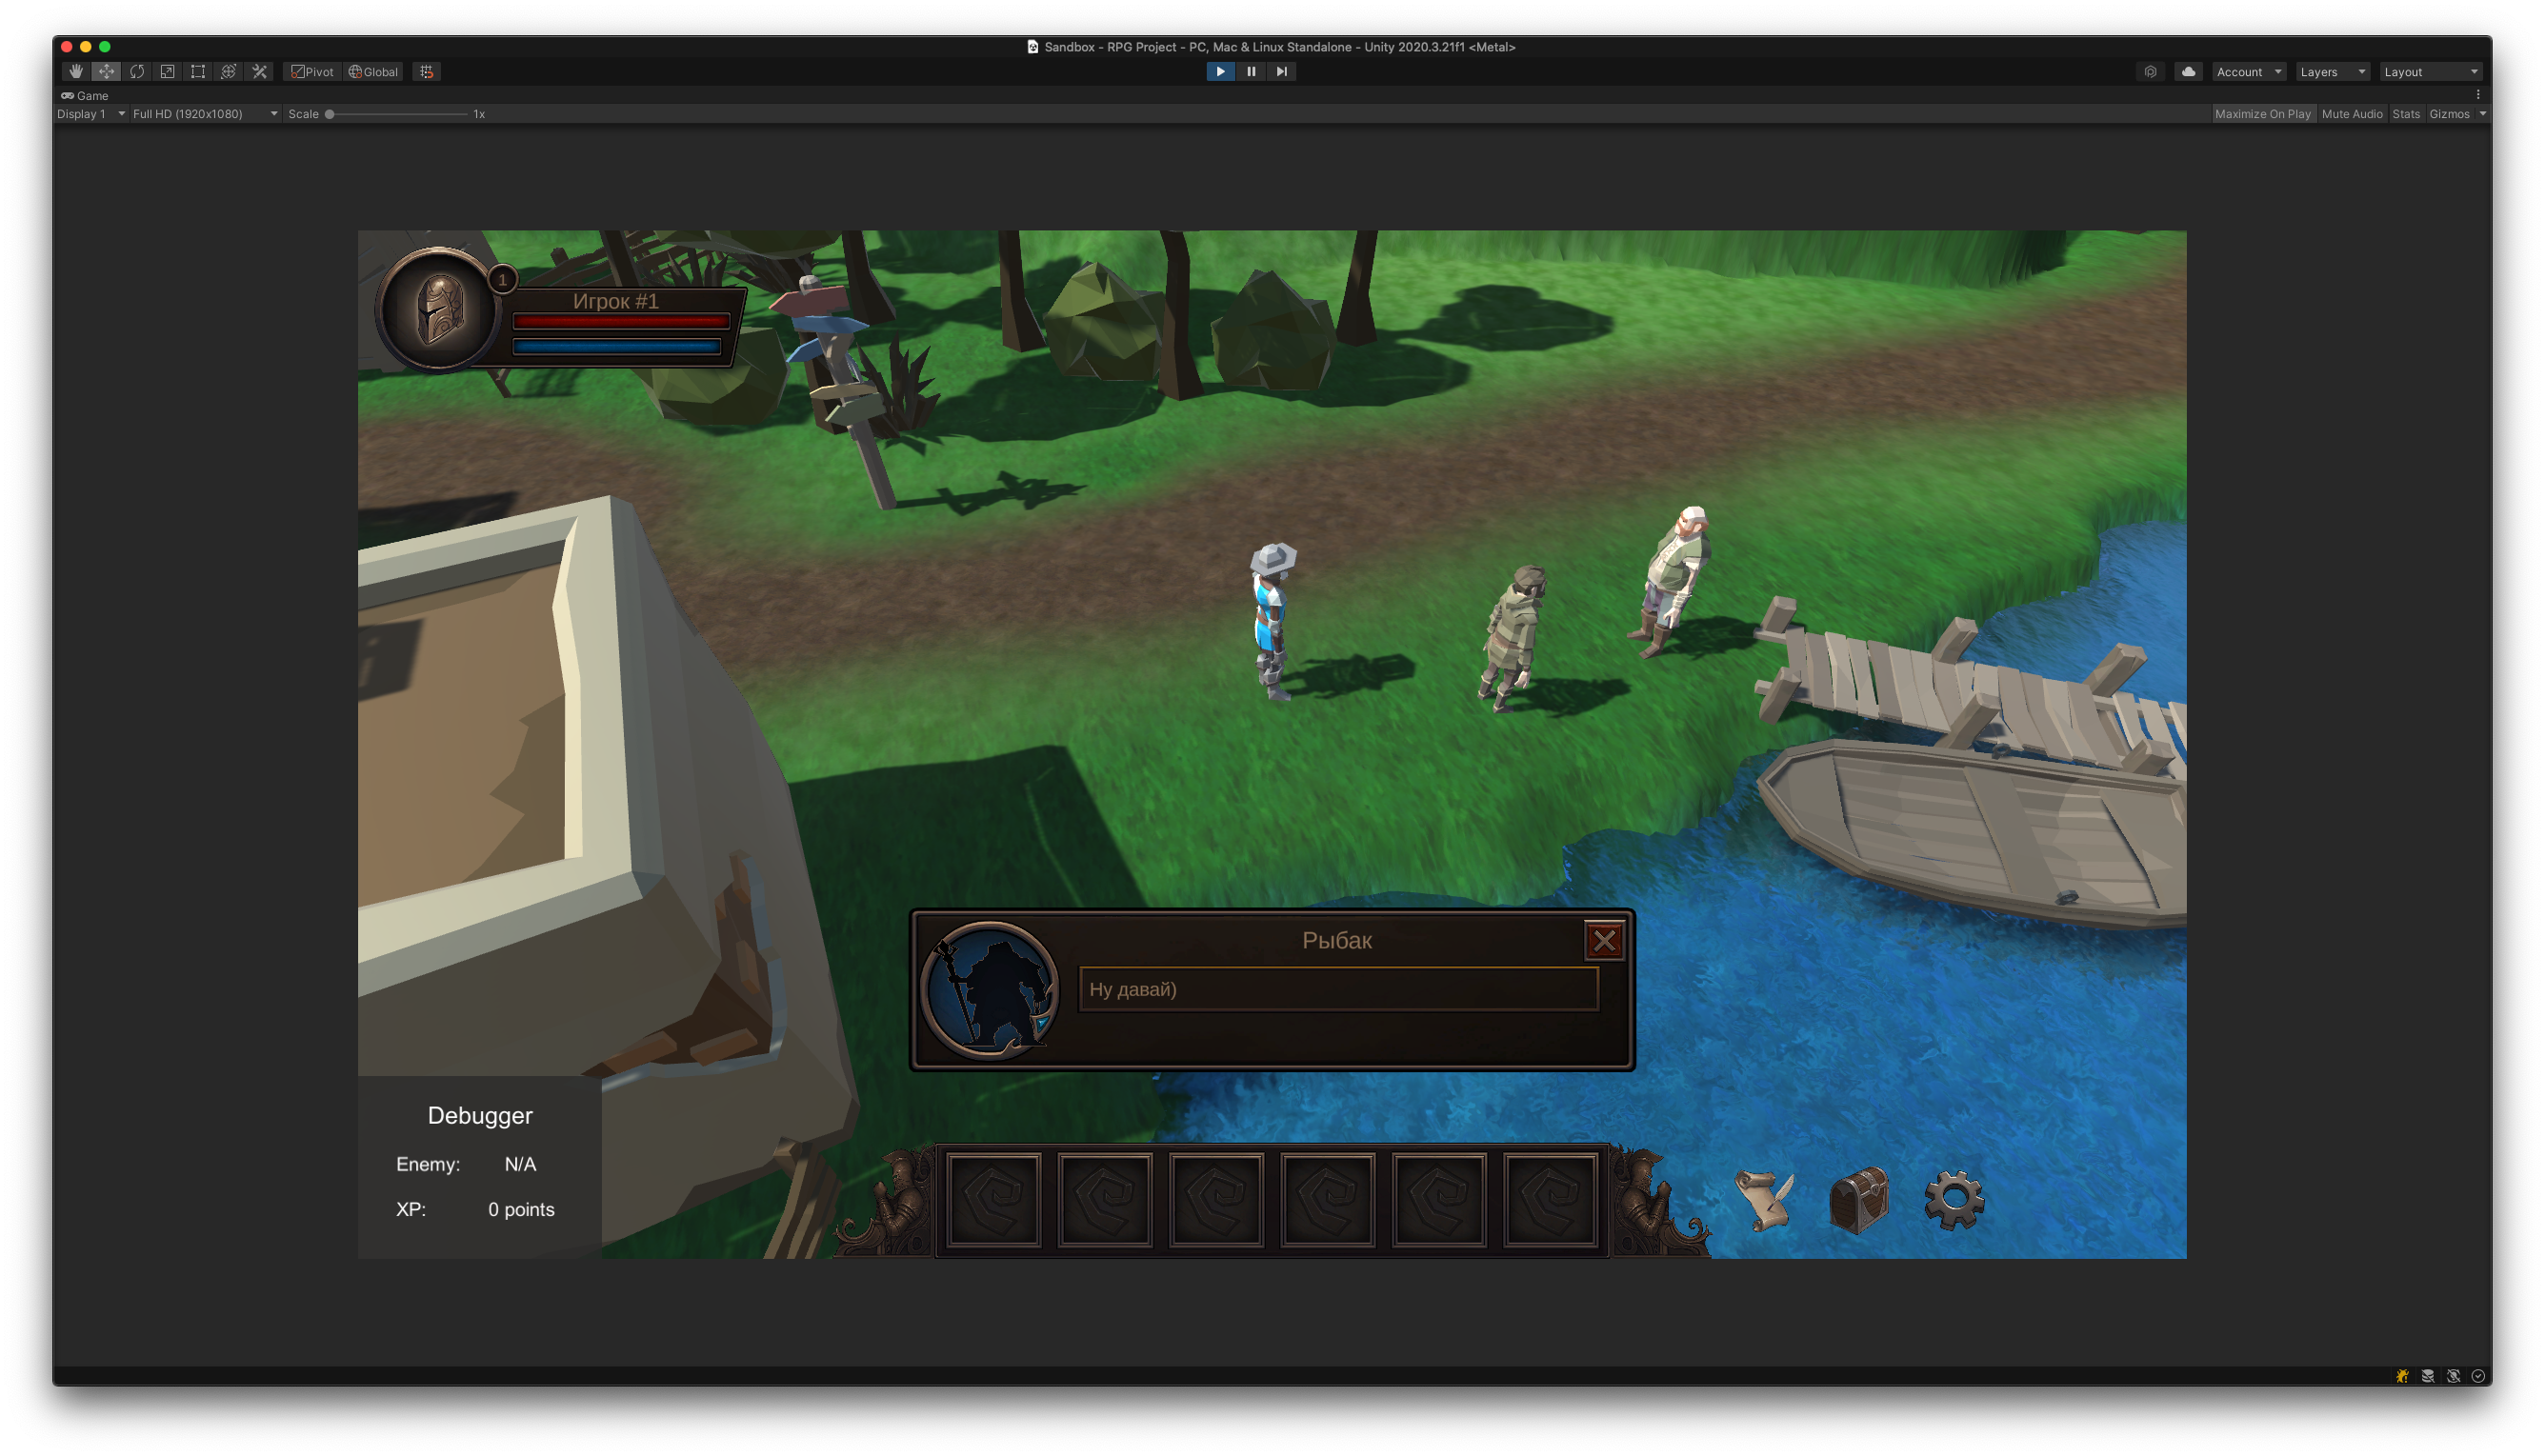 Sandbox - RPG Project - PC, Mac & Linux Standalone - Unity 2020.3.21f1 <Metal>
Pivot Global Account Layers Layout
Game
Display 1 Full HD (1920x1080) Scale 1x Maximize On Play Mute Audio Stats Gizmos
1
Игрок #1
Рыбак
Ну давай)
Debugger
Enemy: N/A
XP: 0 points